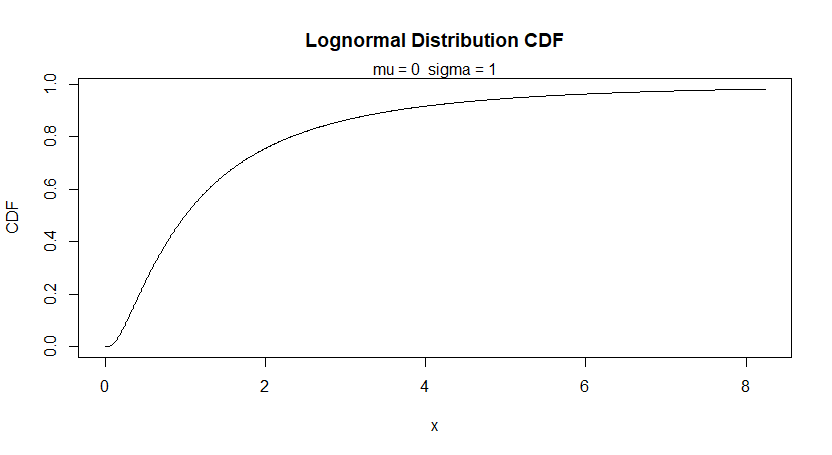 Lognormal Distribution CDF
mu = 0  sigma = 1
1.0
0.8
0.6
0.4
0.2
0.0
CDF
0 2 4 6 8
x